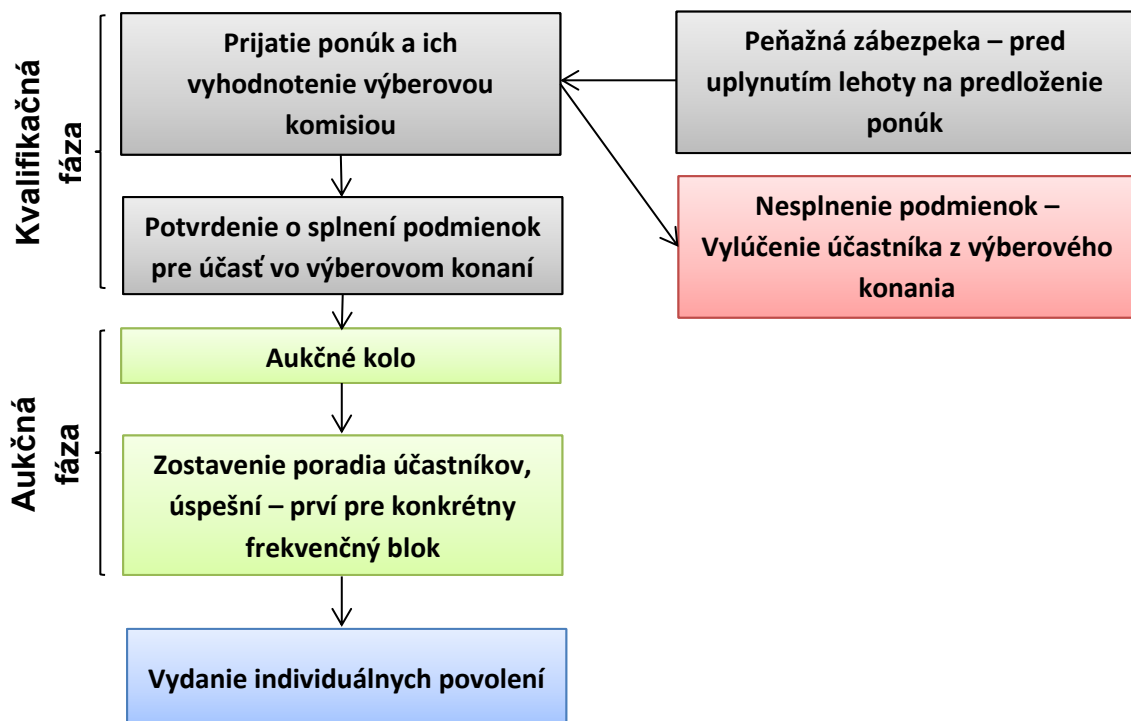 Kvalifikačná
fáza
Prijatie ponúk a ich
vyhodnotenie výberovou
komisiou
Peňažná zábezpeka – pred
uplynutím lehoty na predloženie
ponúk
Potvrdenie o splnení podmienok
pre účasť vo výberovom konaní
Nesplnenie podmienok –
Vylúčenie účastníka z výberového
konania
Aukčná
fáza
Aukčné kolo
Zostavenie poradia účastníkov,
úspešní – prví pre konkrétny
frekvenčný blok
Vydanie individuálnych povolení